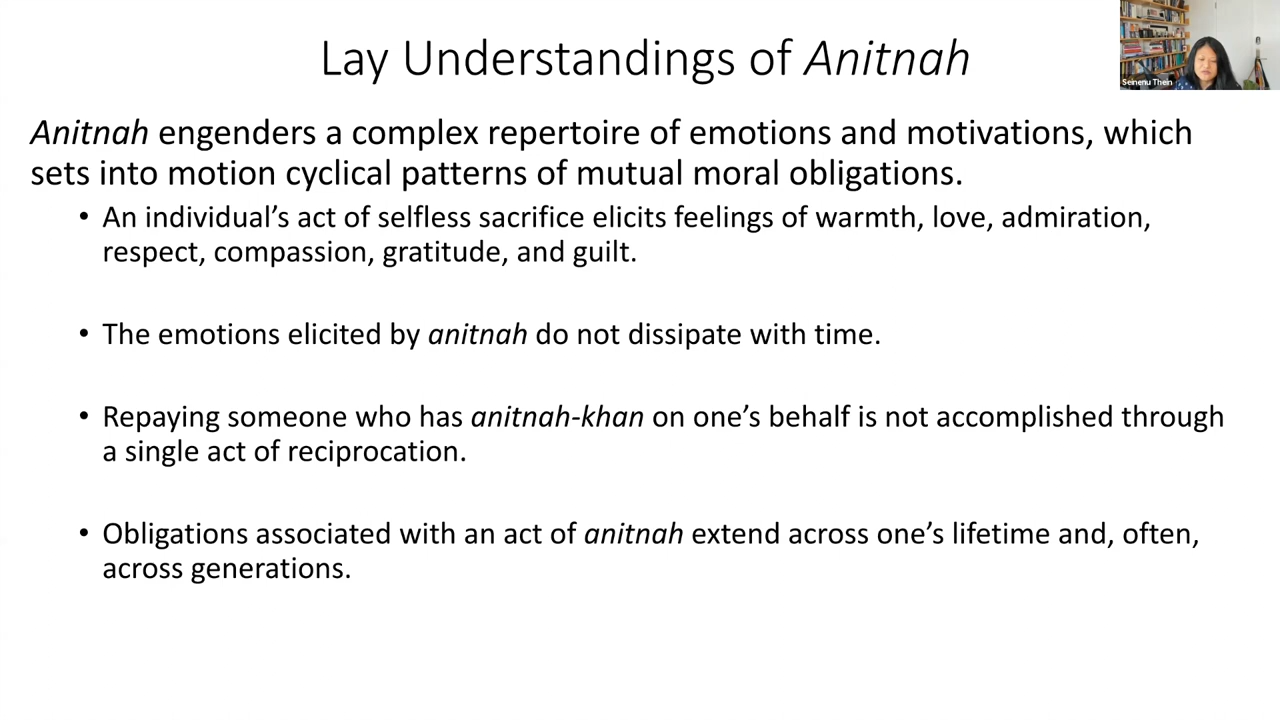 Lay Understandings of Anitnah
Seinenu Thein
Anitnah engenders a complex repertoire of emotions and motivations, which
sets into motion cyclical patterns of mutual moral obligations.
• An individual’s act of selfless sacrifice elicits feelings of warmth, love, admiration,
respect, compassion, gratitude, and guilt.
• The emotions elicited by anitnah do not dissipate with time.
• Repaying someone who has anitnah-khan on one’s behalf is not accomplished through
a single act of reciprocation.
• Obligations associated with an act of anitnah extend across one’s lifetime and, often,
across generations.